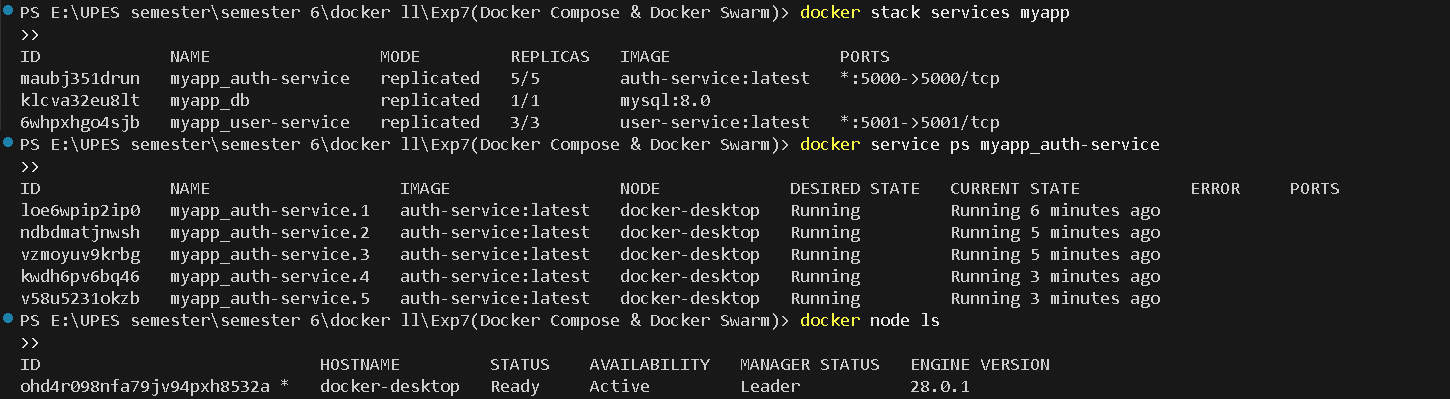 PS E:\UPES semester\semester 6\docker ll\Exp7(Docker Compose & Docker Swarm)> docker stack services myapp
>>
ID             NAME                 MODE         REPLICAS   IMAGE                 PORTS
maubj351drun   myapp_auth-service   replicated   5/5        auth-service:latest   *:5000->5000/tcp
klcva32eu8lt   myapp_db             replicated   1/1        mysql:8.0
6whpxhgo4sjb   myapp_user-service   replicated   3/3        user-service:latest   *:5001->5001/tcp
PS E:\UPES semester\semester 6\docker ll\Exp7(Docker Compose & Docker Swarm)> docker service ps myapp_auth-service
>>
ID             NAME                   IMAGE                 NODE             DESIRED STATE   CURRENT STATE           ERROR     PORTS
loe6wpip2ip0   myapp_auth-service.1   auth-service:latest   docker-desktop   Running         Running 6 minutes ago
ndbdmatjnwsh   myapp_auth-service.2   auth-service:latest   docker-desktop   Running         Running 5 minutes ago
vzmoyuv9krbg   myapp_auth-service.3   auth-service:latest   docker-desktop   Running         Running 5 minutes ago
kwdh6pv6bq46   myapp_auth-service.4   auth-service:latest   docker-desktop   Running         Running 3 minutes ago
v58u5231okzb   myapp_auth-service.5   auth-service:latest   docker-desktop   Running         Running 3 minutes ago
PS E:\UPES semester\semester 6\docker ll\Exp7(Docker Compose & Docker Swarm)> docker node ls
>>
ID                            HOSTNAME         STATUS    AVAILABILITY   MANAGER STATUS   ENGINE VERSION
ohd4r098nfa79jv94pxh8532a *   docker-desktop   Ready     Active         Leader           28.0.1